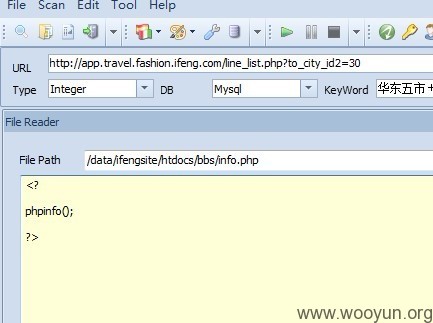 File Scan Edit Tool Help
URL http://app.travel.fashion.ifeng.com/line_list.php?to_city_id2=30
Type Integer DB Mysql KeyWord 华东五市+
File Reader
File Path /data/ifengsite/htdocs/bbs/info.php
<?
phpinfo();
?>
www.wooyun.org